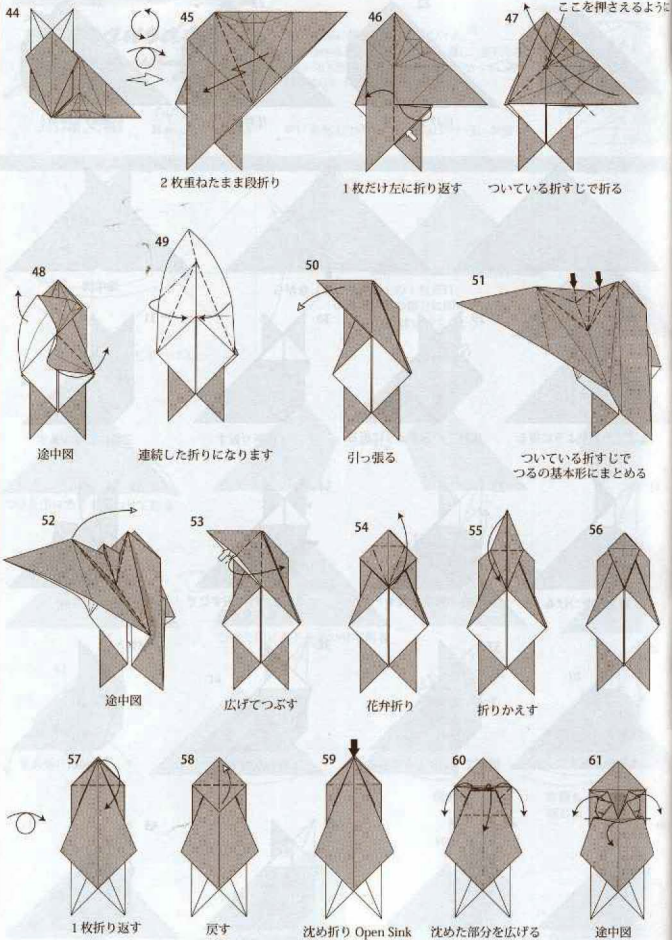 44
45
46
47
ここを押さえるように
2枚重ねたまま段折り
1枚だけ左に折り返す
ついている折すじで折る
48
49
50
51
途中図
連続した折りになります
引っ張る
ついている折すじで
つるの基本形にまとめる
52
53
54
55
56
途中図
広げてつぶす
花弁折り
折りかえす
57
58
59
60
61
1枚折り返す
戻す
沈め折り Open Sink
沈めた部分を広げる
途中図